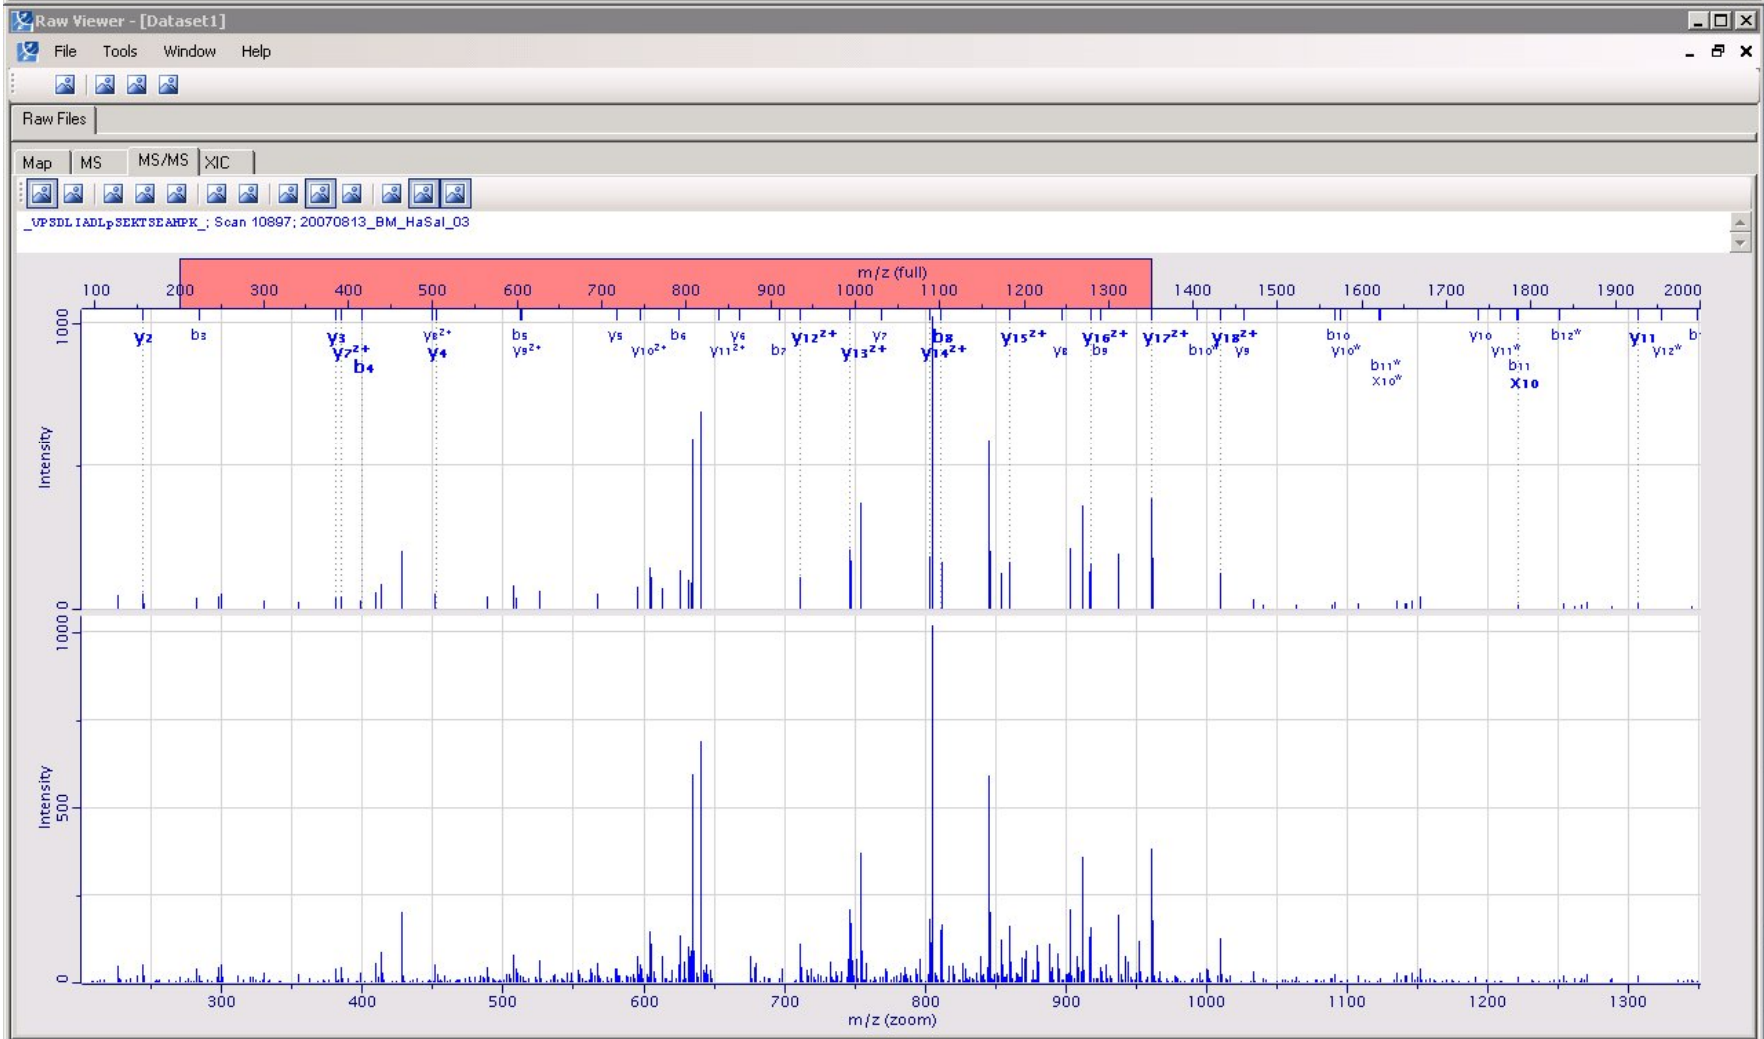 Raw Viewer - [Dataset1]
File Tools Window Help
Raw Files
Map MS MS/MS XIC
_VPSDLIADLpSEKTSEAHPK_; Scan 10897; 20070813_BM_HaSal_03
m/z (full)
100 200 300 400 500 600 700 800 900 1000 1100 1200 1300 1400 1500 1600 1700 1800 1900 2000
1000
y2 b3 y3 y8²⁺ b5 y5 b6 y6 y12²⁺ y7 b8 y15²⁺ y16²⁺ y17²⁺ y18²⁺ b10 y10 b12* y11 b
y7²⁺ y4 y9²⁺ y10²⁺ y11²⁺ b7 y13²⁺ y14²⁺ y8 b9 b10* y9 y10* y11* y12*
b4 b11* b11
x10* x10
Intensity
0
1000
Intensity
500
0
300 400 500 600 700 800 900 1000 1100 1200 1300
m/z (zoom)